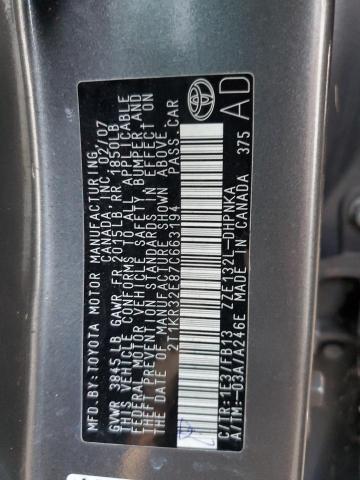 MFD.BY:TOYOTA MOTOR MANUFACTURING,
CANADA, INC. 02/07
GVWR 3845LB GAWR FR 2015LB RR 1850LB
THIS VEHICLE CONFORMS TO ALL APPLICABLE
FEDERAL MOTOR VEHICLE SAFETY, BUMPER, AND
THEFT PREVENTION STANDARDS IN EFFECT ON
THE DATE OF MANUFACTURE SHOWN ABOVE.
2T1KR32E87C663194 PASS.CAR
C/TR:1E3/FB13 ZZE132L-DHPNKA
A/TM:-03A/A246E MADE IN CANADA 375
AD